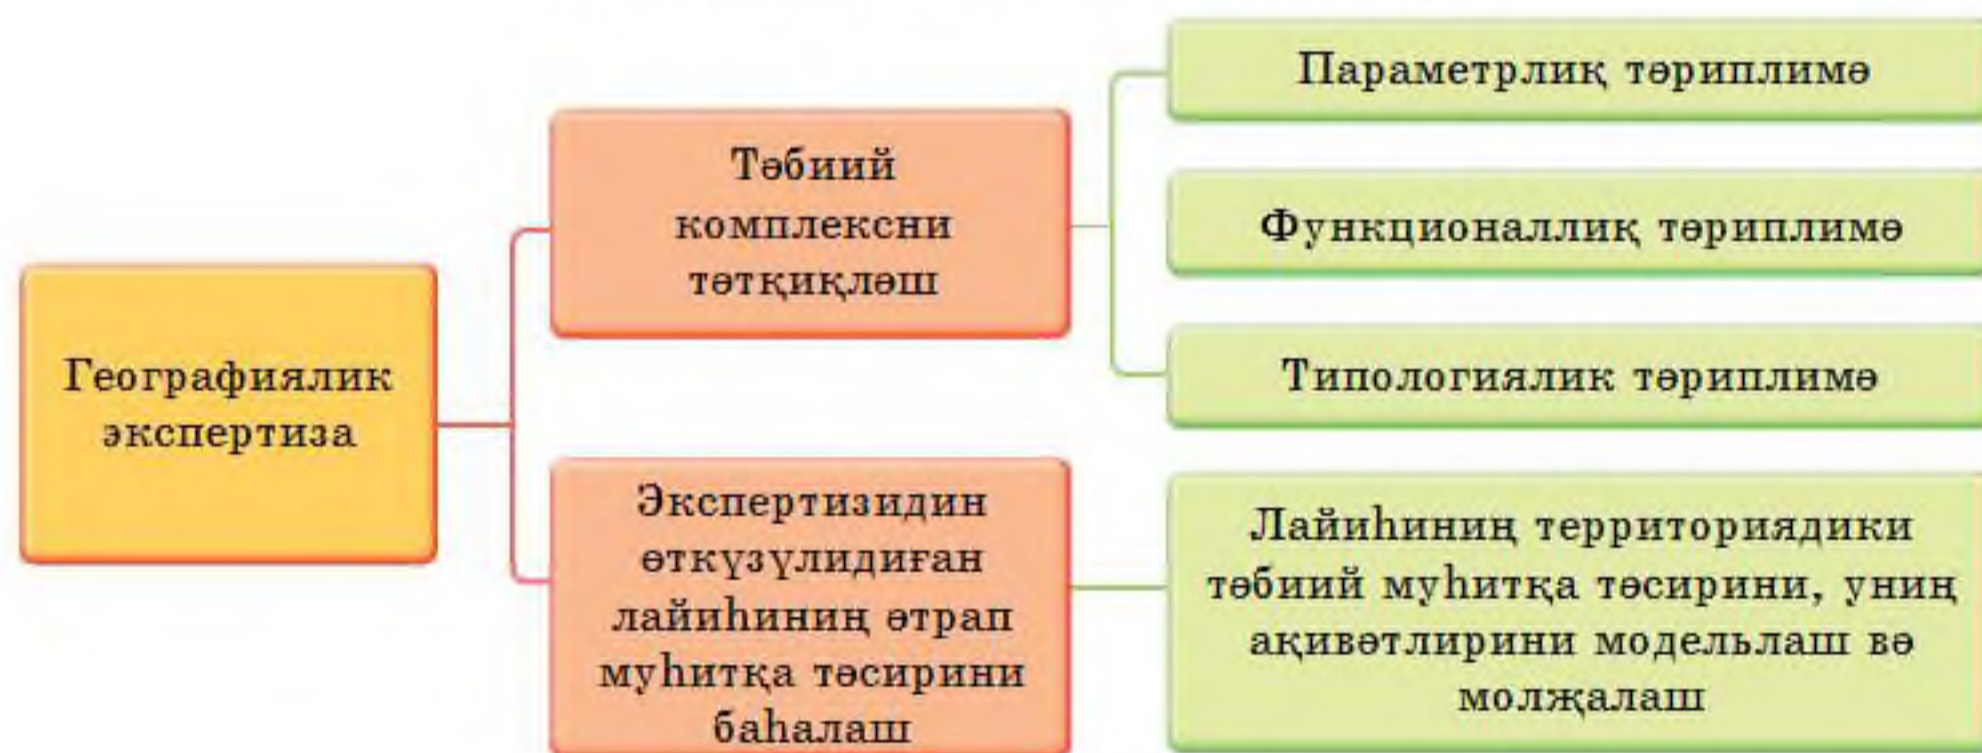 Географиялик
экспертиза
Тәбиий
комплексни
тәтқиқләш
Параметрлиқ тәриплимә
Функционаллиқ тәриплимә
Типологиялик тәриплимә
Экспертизидин
өткүзүлидиған
лайиһиниң әтрап
муһитқа тәсирини
баһалаш
Лайиһиниң территориядики
тәбиий муһитқа тәсирини, униң
ақивәтлирини модельлаш вә
молҗалаш